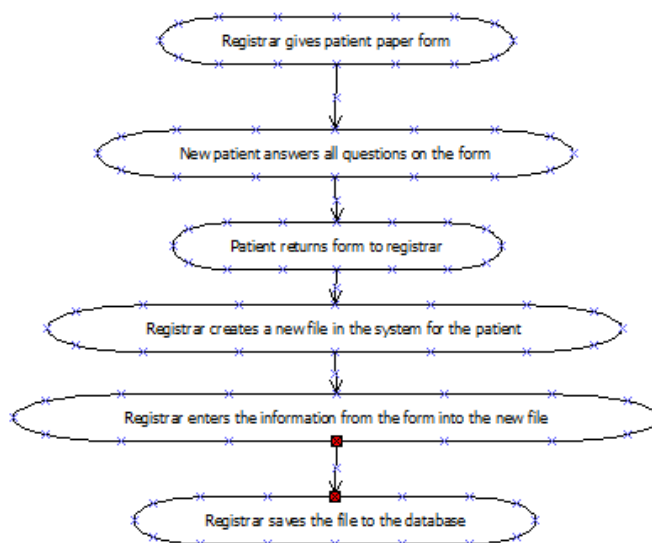 Registrar gives patient paper form
New patient answers all questions on the form
Patient returns form to registrar
Registrar creates a new file in the system for the patient
Registrar enters the information from the form into the new file
Registrar saves the file to the database